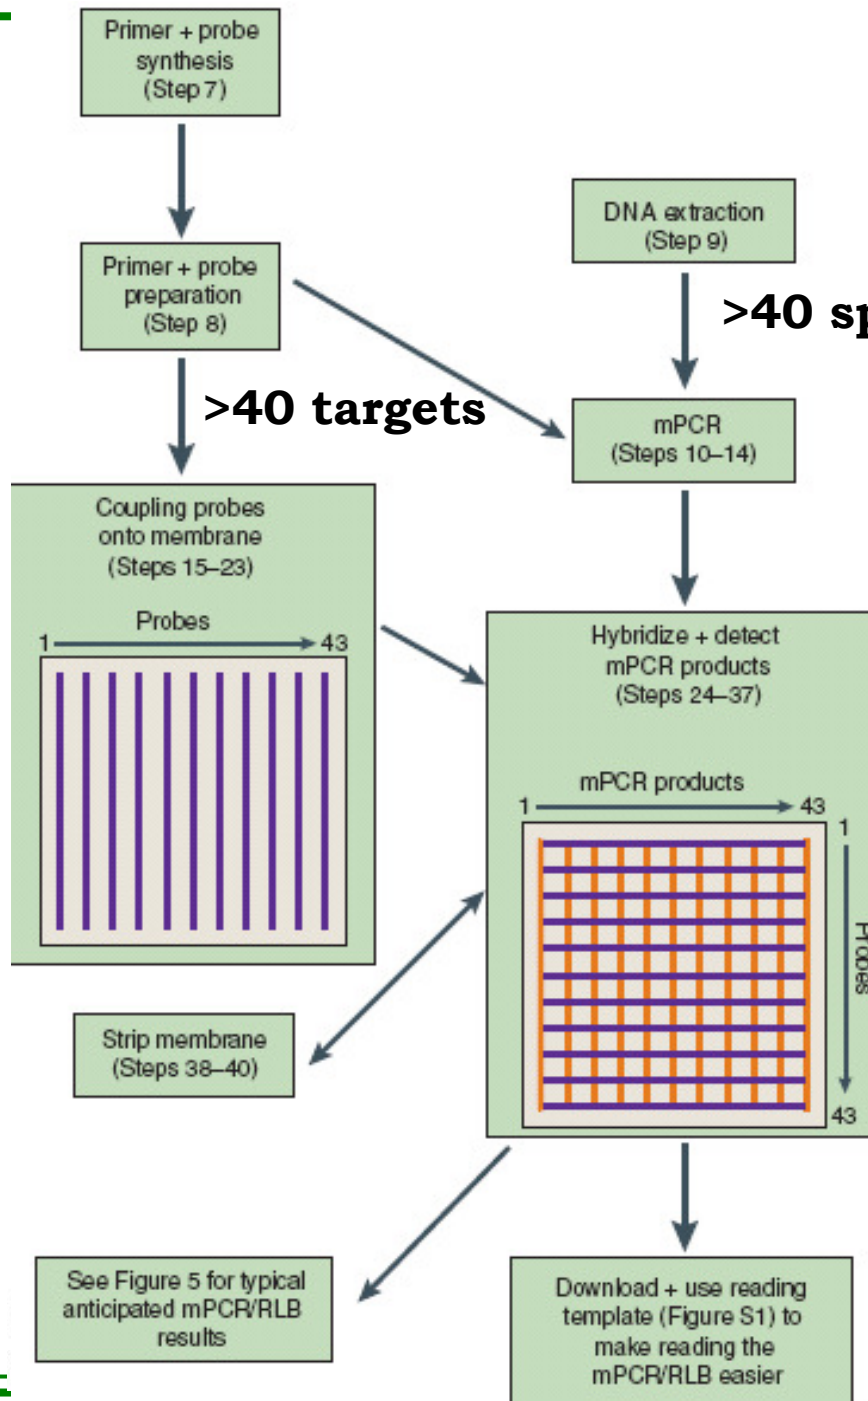 Primer + probe
synthesis
(Step 7)
DNA extraction
(Step 9)
Primer + probe
preparation
(Step 8)
>40
>40 targets
mPCR
(Steps 10–14)
Coupling probes
onto membrane
(Steps 15–23)
Probes
1
43
Hybridize + detect
mPCR products
(Steps 24–37)
mPCR products
1
43
1
Probes
43
Strip membrane
(Steps 38–40)
See Figure 5 for typical
anticipated mPCR/RLB
results
Download + use reading
template (Figure S1) to
make reading the
mPCR/RLB easier